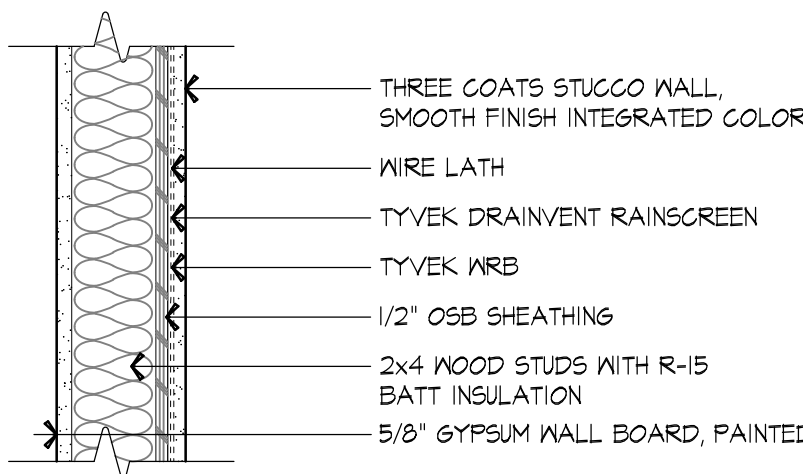 THREE COATS STUCCO WALL,
SMOOTH FINISH INTEGRATED COLOR
WIRE LATH
TYVEK DRAINVENT RAINSCREEN
TYVEK WRB
1/2" OSB SHEATHING
2x4 WOOD STUDS WITH R-15
BATT INSULATION
5/8" GYPSUM WALL BOARD, PAINTED